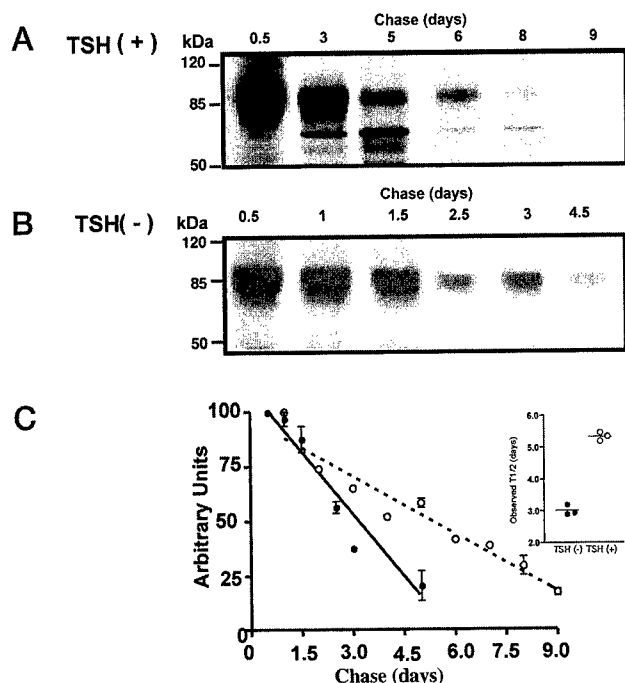 A
TSH (+)
kDa
Chase (days)
0.5 3 5 6 8 9
120
85
50
B
TSH(-)
kDa
Chase (days)
0.5 1 1.5 2.5 3 4.5
120
85
50
C
Arbitrary Units
100
75
50
25
0
0 1.5 3.0 4.5 6.0 7.5 9.0
Chase (days)
Observed T1/2 (days)
6.0
5.0
4.0
3.0
2.0
TSH (-) TSH (+)